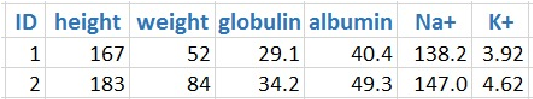 ID height weight globulin albumin Na+ K+
1 167 52 29.1 40.4 138.2 3.92
2 183 84 34.2 49.3 147.0 4.62